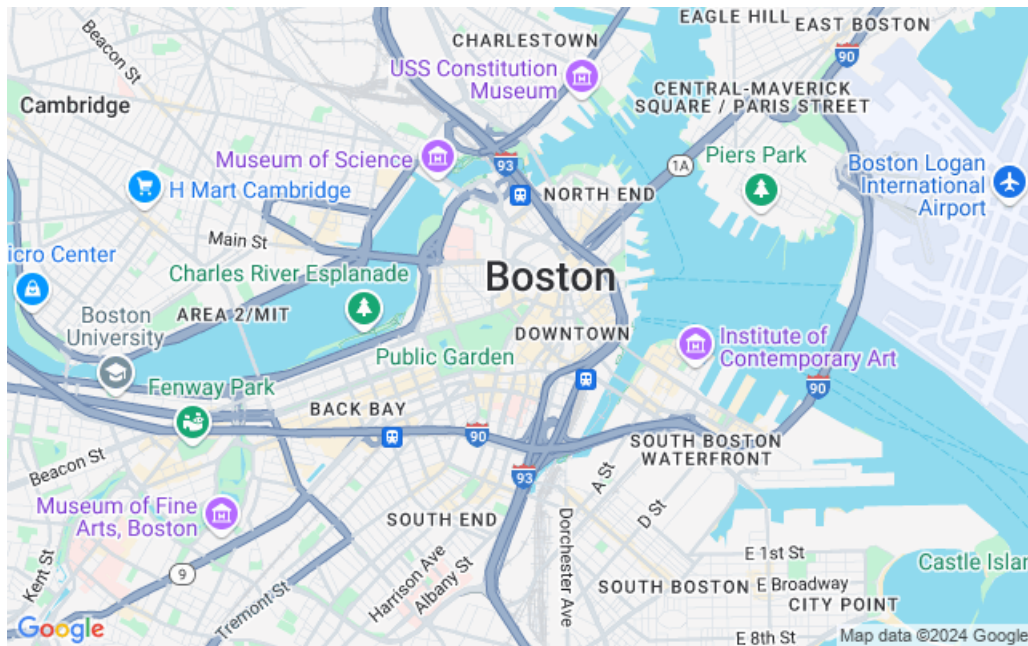 EAGLE HILL
EAST BOSTON
Beacon St
CHARLESTOWN
90
USS Constitution
Museum
CENTRAL-MAVERICK
SQUARE / PARIS STREET
Cambridge
Museum of Science
93
1A
Piers Park
Boston Logan
International
Airport
H Mart Cambridge
NORTH END
Main St
icro Center
Charles River Esplanade
Boston
Boston
University
AREA 2/MIT
DOWNTOWN
Institute of
Contemporary Art
Public Garden
Fenway Park
90
BACK BAY
90
SOUTH BOSTON
WATERFRONT
Beacon St
93
A St
Museum of Fine
Arts, Boston
SOUTH END
D St
Dorchester Ave
E 1st St
Castle Islan
Kent St
9
Harrison Ave
Albany St
SOUTH BOSTON
E Broadway
CITY POINT
Tremont St
Google
E 8th St
Map data ©2024 Google